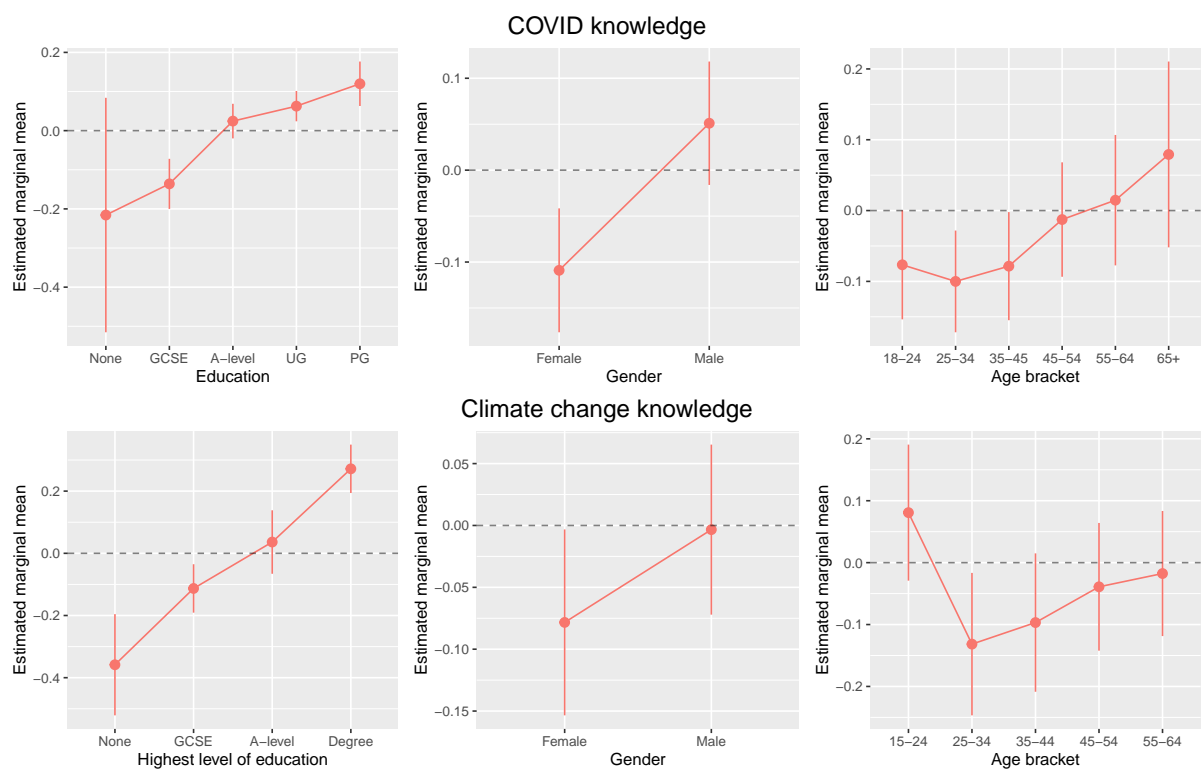 COVID knowledge
Estimated marginal mean
0.2
0.0
−0.2
−0.4
None GCSE A−level UG PG
Education
Estimated marginal mean
0.1
0.0
−0.1
Female Male
Gender
Estimated marginal mean
0.2
0.1
0.0
−0.1
18−24 25−34 35−45 45−54 55−64 65+
Age bracket
Climate change knowledge
Estimated marginal mean
0.2
0.0
−0.2
−0.4
None GCSE A−level Degree
Highest level of education
Estimated marginal mean
0.05
0.00
−0.05
−0.10
−0.15
Female Male
Gender
Estimated marginal mean
0.2
0.1
0.0
−0.1
−0.2
15−24 25−34 35−44 45−54 55−64
Age bracket